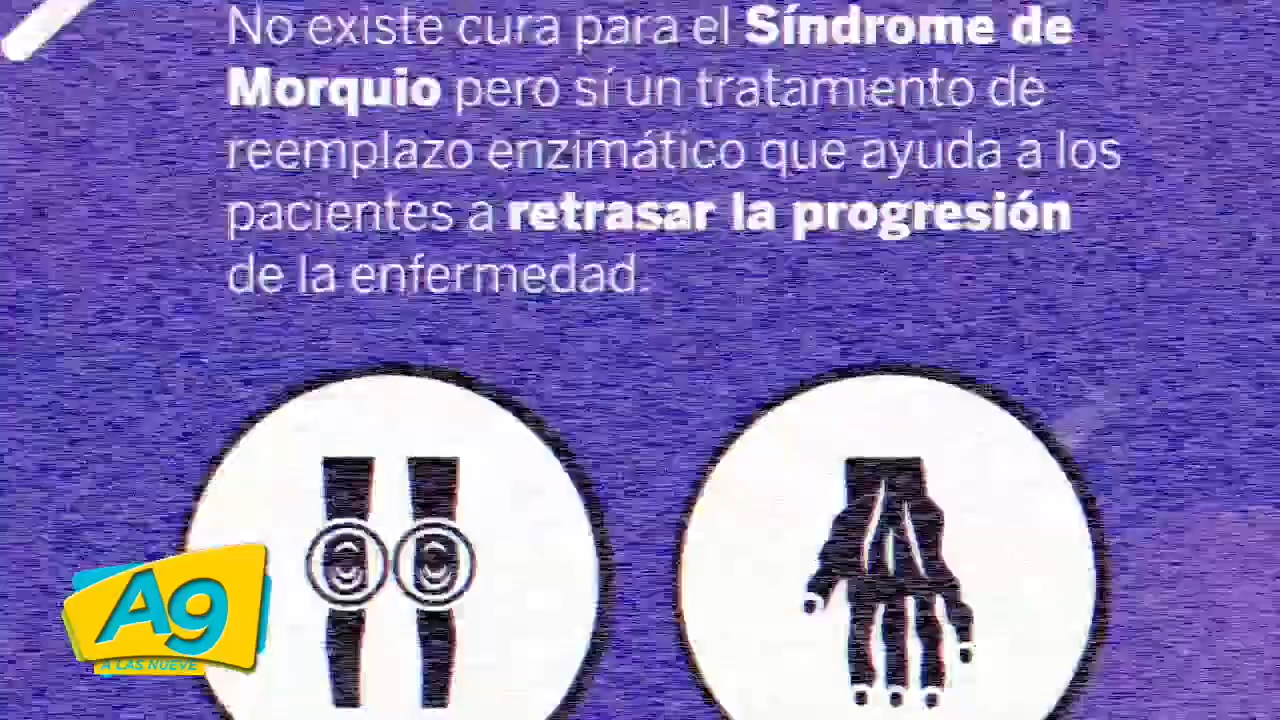 No existe cura para el Síndrome de
Morquio pero sí un tratamiento de
reemplazo enzimático que ayuda a los
pacientes a retrasar la progresión
de la enfermedad.
A9
A LAS NUEVE